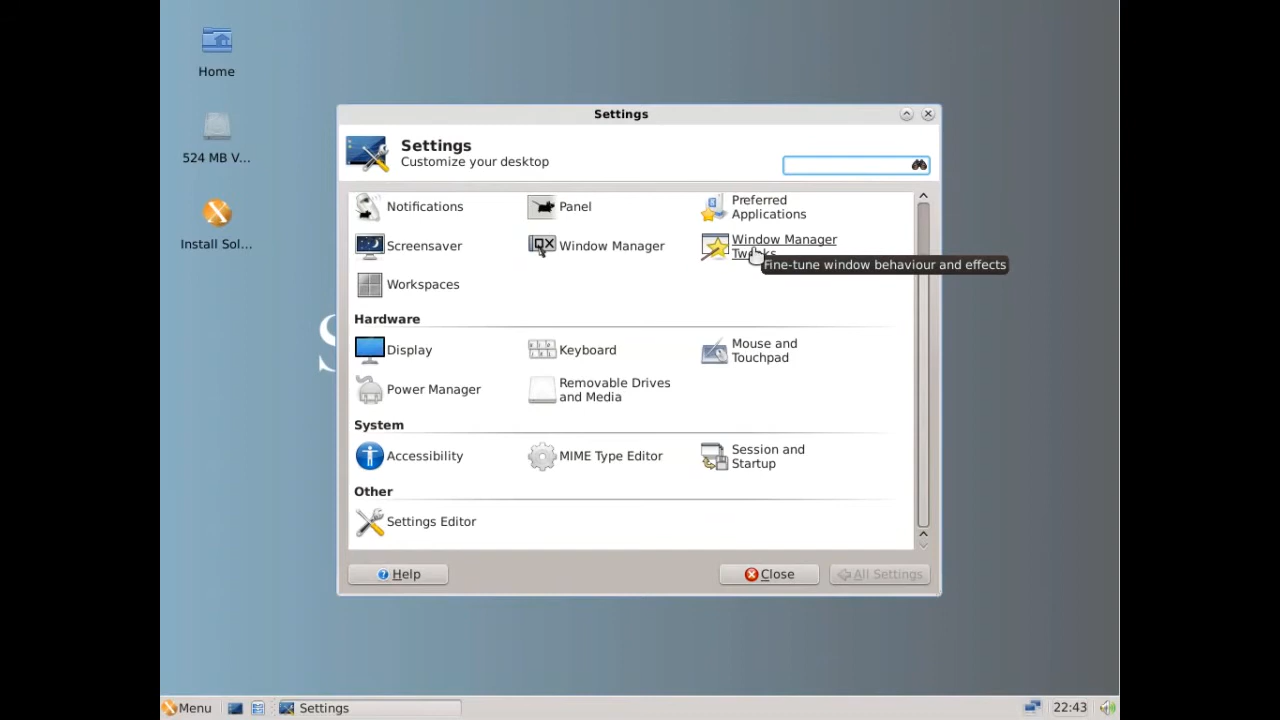 Home
524 MB V...
Install Sol...
Settings
Settings
Customize your desktop
Notifications
Panel
Preferred
Applications
Screensaver
Window Manager
Window Manager
Fine-tune window behaviour and effects
Workspaces
Hardware
Display
Keyboard
Mouse and
Touchpad
Power Manager
Removable Drives
and Media
System
Accessibility
MIME Type Editor
Session and
Startup
Other
Settings Editor
Help
Close
All Settings
S
Menu
Settings
22:43